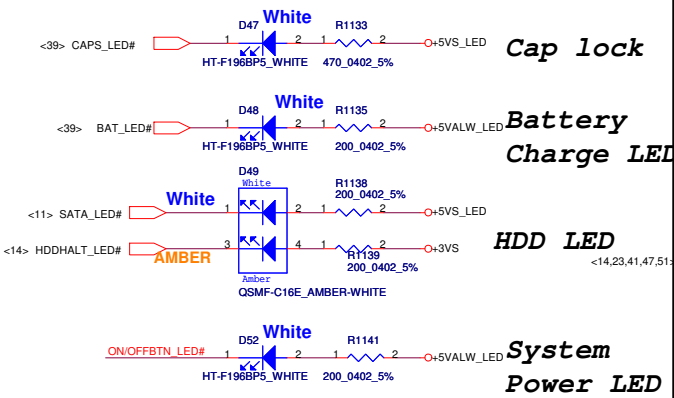 D47 White R1133
<39> CAPS_LED# 1 2 1 2 +5VS_LED Cap lock
HT-F196BP5_WHITE 470_0402_5%
D48 White R1135
<39> BAT_LED# 1 2 1 2 +5VALW_LED Battery
HT-F196BP5_WHITE 200_0402_5% Charge LED
D49
White R1138
White 200_0402_5%
<11> SATA_LED# 1 2 1 2 +5VS_LED
<14> HDDHALT_LED# 3 4 1 2 +3VS HDD LED
AMBER R1139 <14,23,41,47,51>
200_0402_5%
Amber
QSMF-C16E_AMBER-WHITE
D52 White R1141
ON/OFFBTN_LED# 1 2 1 2 +5VALW_LED System
HT-F196BP5_WHITE 200_0402_5% Power LED